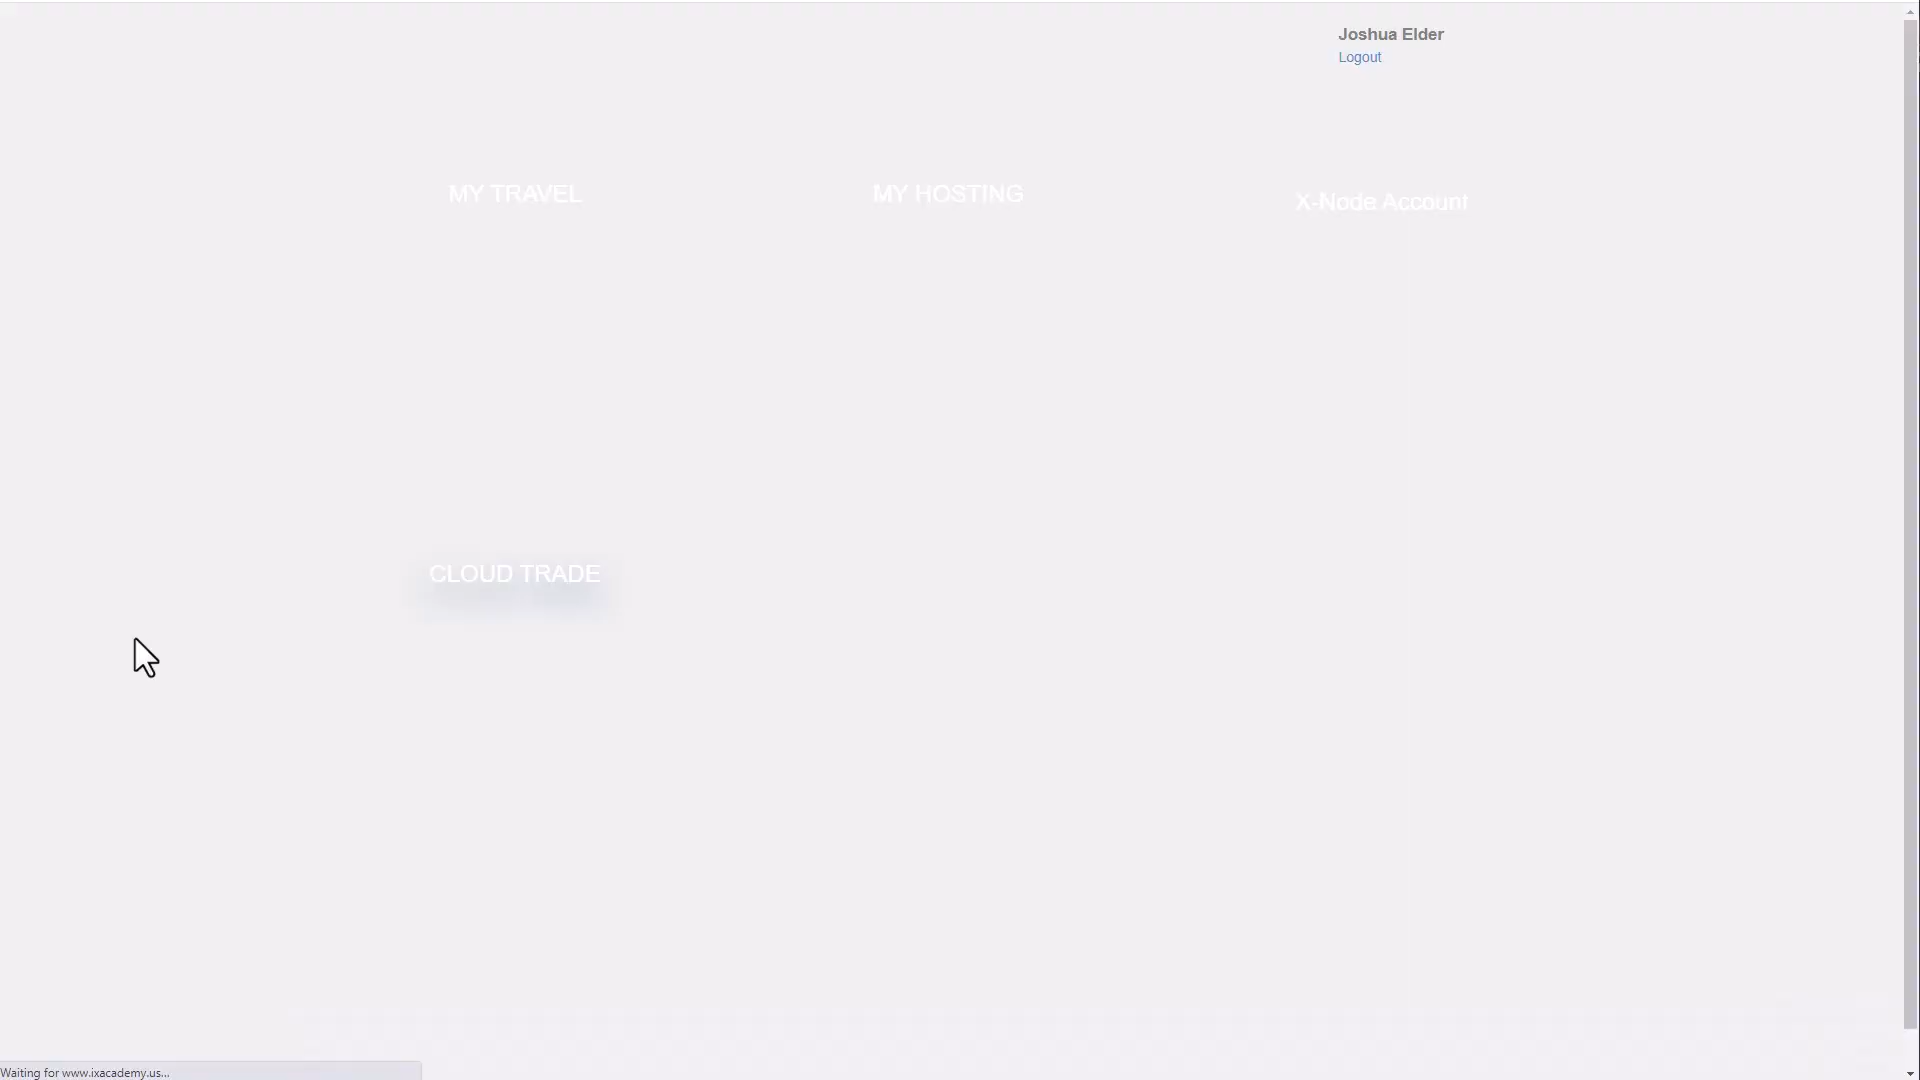 Joshua Elder
Logout
MY TRAVEL
MY HOSTING
X-Node Account
CLOUD TRADE
Waiting for www.ixacademy.us...